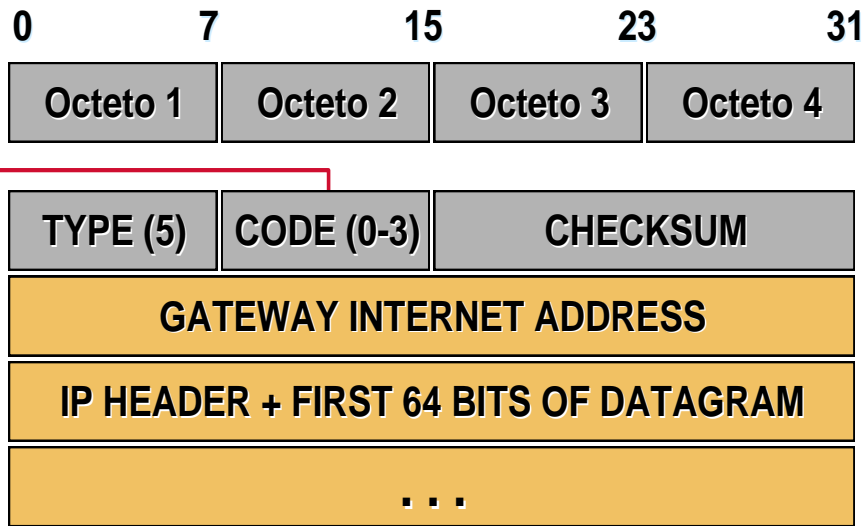 0 7 15 23 31
Octeto 1 Octeto 2 Octeto 3 Octeto 4
TYPE (5) CODE (0-3) CHECKSUM
GATEWAY INTERNET ADDRESS
IP HEADER + FIRST 64 BITS OF DATAGRAM
. . .